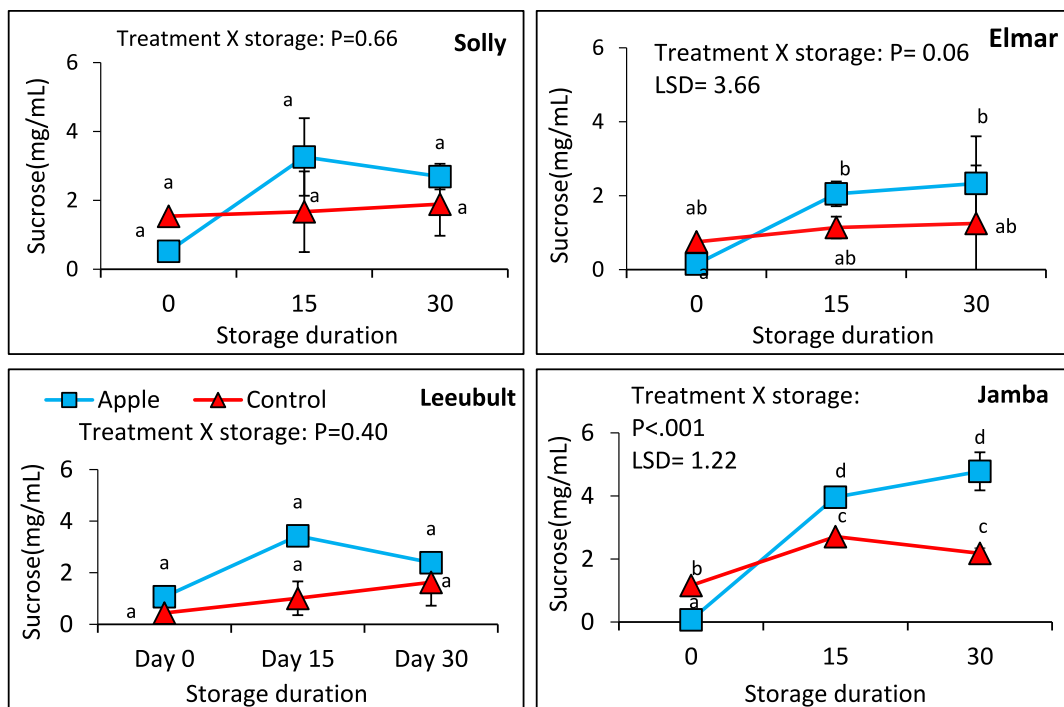 Treatment X storage: P=0.66
Solly
Sucrose(mg/mL)
6
4
2
0
a
a
a
a
a
a
0
15
30
Storage duration
Elmar
Treatment X storage: P= 0.06
LSD= 3.66
Sucrose(mg/mL)
6
4
2
0
ab
a
b
ab
b
ab
0
15
30
Storage duration
Apple
Control
Leeubult
Treatment X storage: P=0.40
Sucrose(mg/mL)
6
4
2
0
a
a
a
a
a
a
Day 0
Day 15
Day 30
Storage duration
Treatment X storage:
Jamba
P<.001
LSD= 1.22
Sucrose(mg/mL)
6
4
2
0
b
a
d
c
d
c
0
15
30
Storage duration